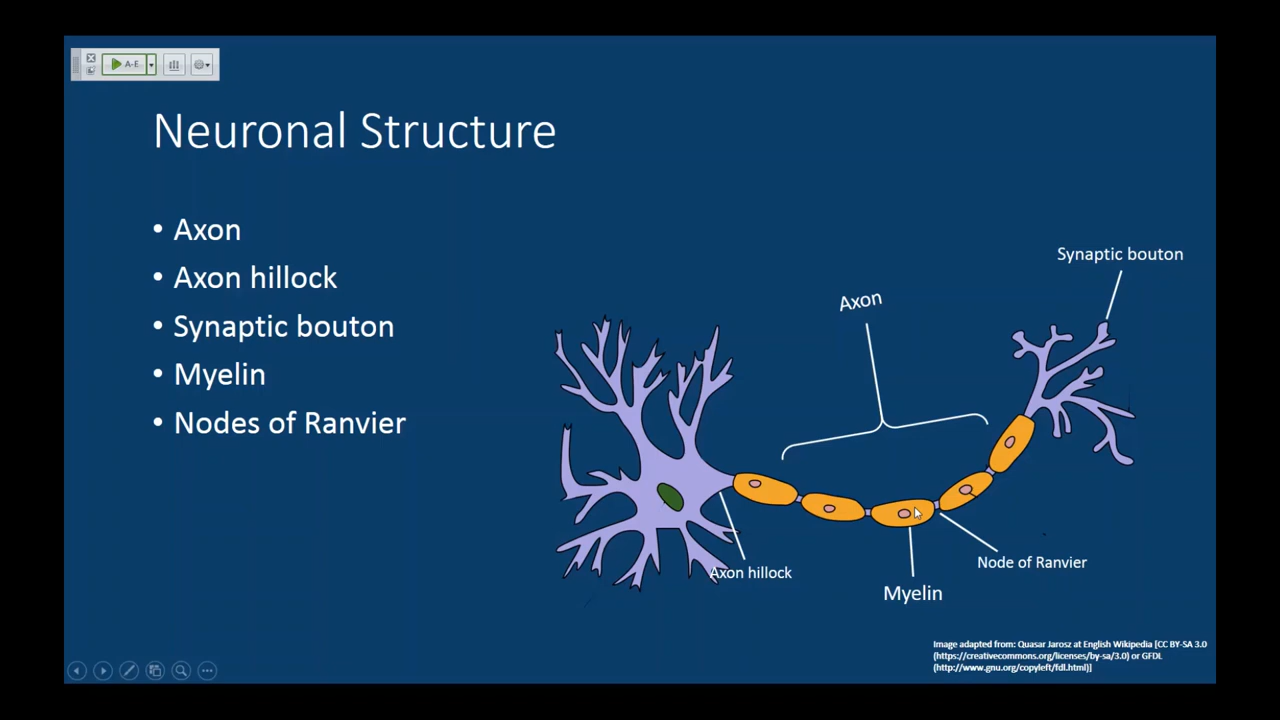 A-E
Neuronal Structure
• Axon
• Axon hillock
• Synaptic bouton
• Myelin
• Nodes of Ranvier
Synaptic bouton
Axon
Axon hillock
Node of Ranvier
Myelin
Image adapted from: Quasar Jarosz at English Wikipedia [CC BY-SA 3.0
(https://creativecommons.org/licenses/by-sa/3.0) or GFDL
(http://www.gnu.org/copyleft/fdl.html)]